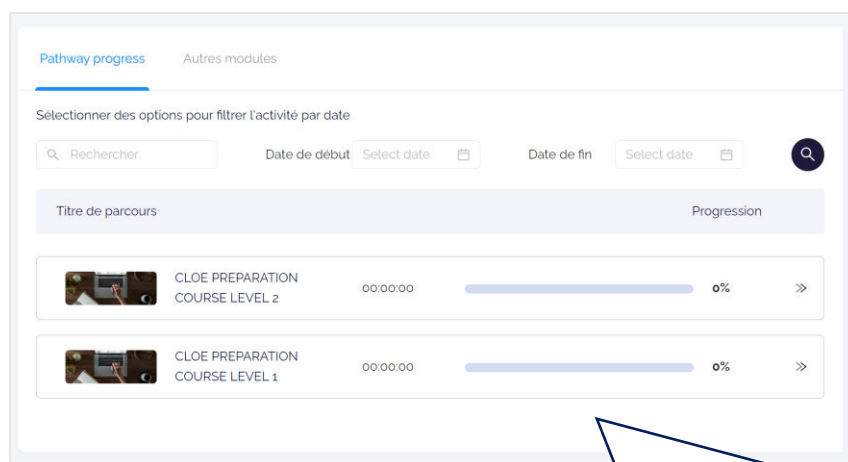 Pathway progress Autres modules
Sélectionner des options pour filtrer l'activité par date
Rechercher Date de début Select date Date de fin Select date
Titre de parcours Progression
CLOE PREPARATION
COURSE LEVEL 2 00:00:00 0%
CLOE PREPARATION
COURSE LEVEL 1 00:00:00 0%